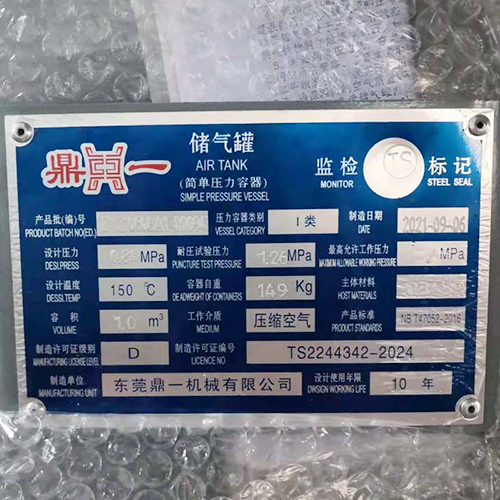 鼎一
储气罐
AIR TANK
(简单压力容器)
SIMPLE PRESSURE VESSEL
监检
MONITOR
TS
标记
STEEL SEAL
产品批(编)号
PRODUCT BATCH NO(ED.)
压力容器类别
VESSEL CATEGORY
I 类
制造日期
DATE
2021-09-06
设计压力
DESI.PRESS
MPa
耐压试验压力
PUNCTURE TEST PRESSURE
1.26MPa
最高允许工作压力
MAXIMUM ALLOWABLE WORKING PRESSURE
MPa
设计温度
DESSI.TEMP
150 ℃
容器自重
DEADWEIGHT OF CONTAINERS
149 Kg
主体材料
HOST MATERIALS
容 积
VOLUME
1.0 m³
工作介质
MEDIUM
压缩空气
产品标准
PRODUCT STANDARDS
NB T47052-2016
制造许可证级别
MANUFACTURING LICENSE LEVEL
D
制造许可证编号
LICENCE NO
TS2244342-2024
制造单位
MANUFACTURING UNIT
东莞鼎一机械有限公司
设计使用年限
DWSIGN WORKING LIFE
10 年